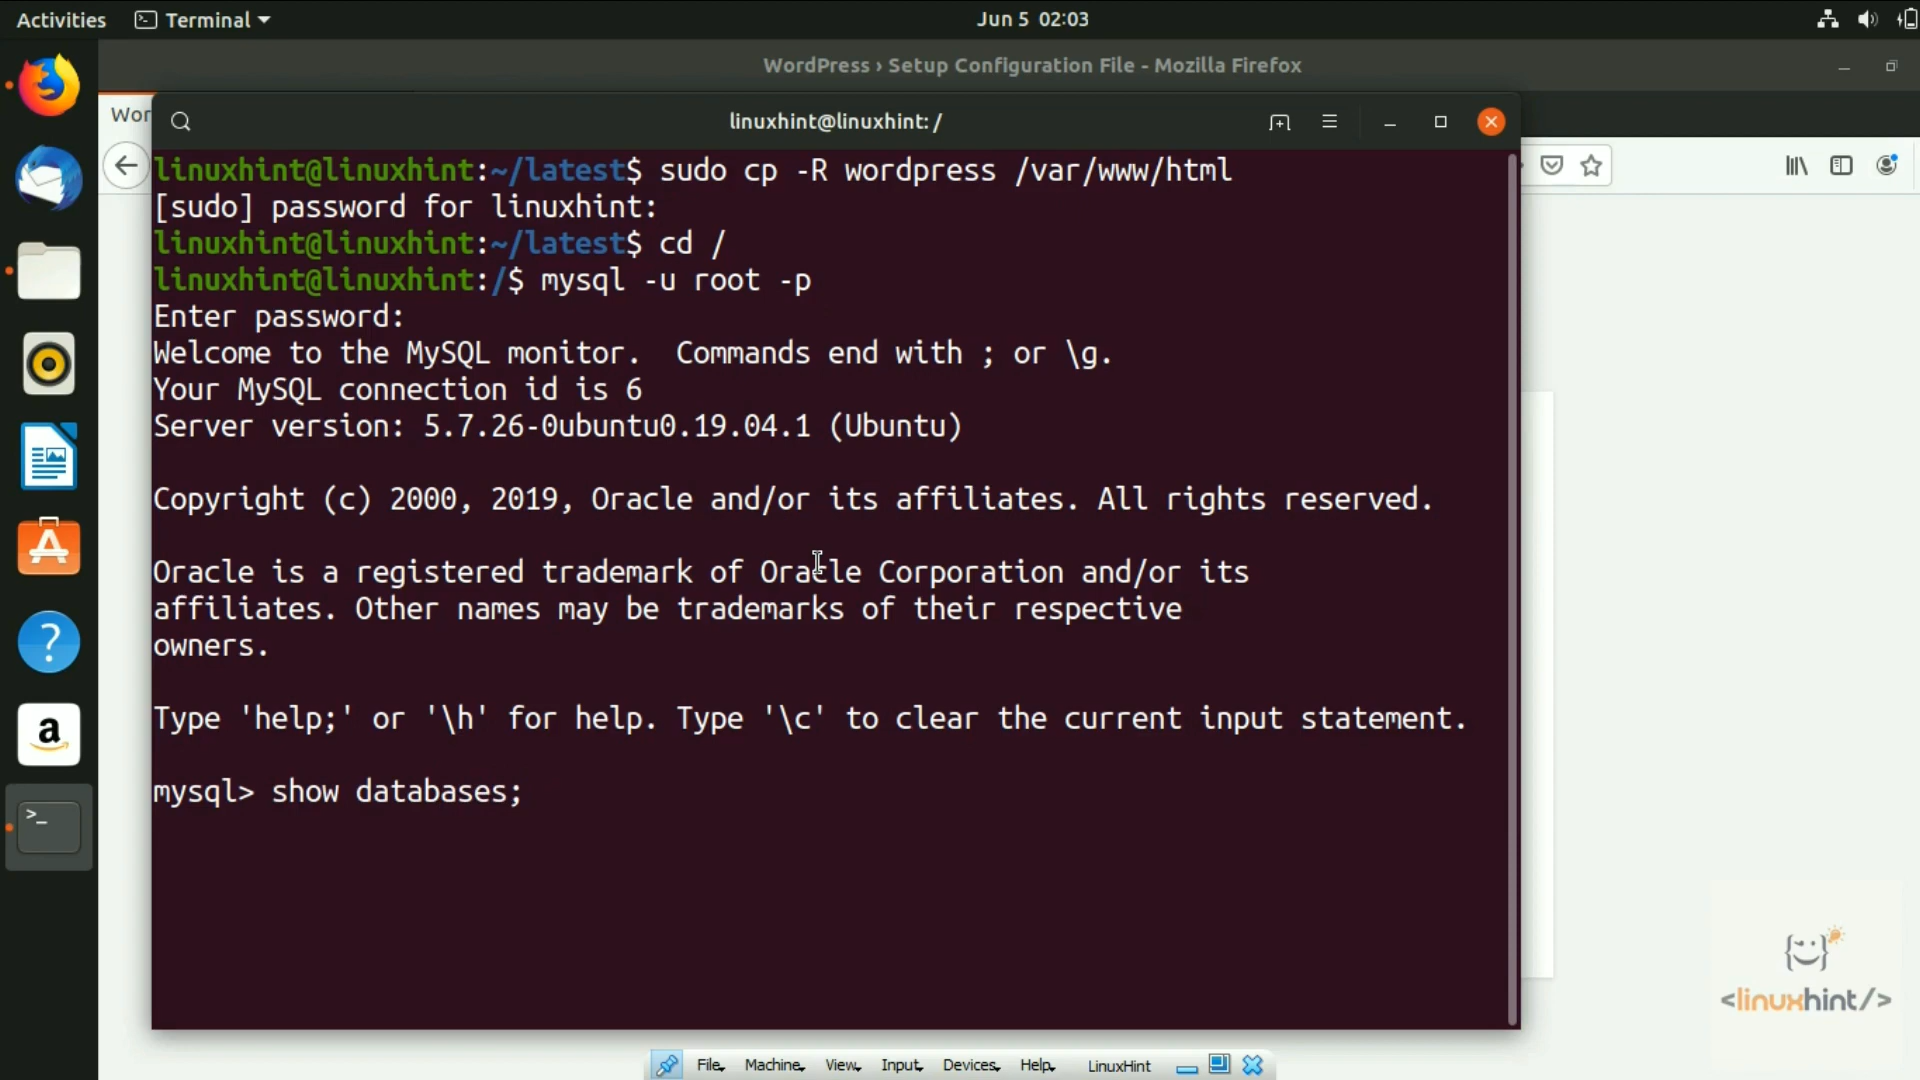 Activities
Terminal
Jun 5 02:03
WordPress › Setup Configuration File - Mozilla Firefox
Wor
linuxhint@linuxhint: /
linuxhint@linuxhint:~/latest$ sudo cp -R wordpress /var/www/html
[sudo] password for linuxhint:
linuxhint@linuxhint:~/latest$ cd /
linuxhint@linuxhint:/$ mysql -u root -p
Enter password:
Welcome to the MySQL monitor.  Commands end with ; or \g.
Your MySQL connection id is 6
Server version: 5.7.26-0ubuntu0.19.04.1 (Ubuntu)
Copyright (c) 2000, 2019, Oracle and/or its affiliates. All rights reserved.
Oracle is a registered trademark of Oracle Corporation and/or its
affiliates. Other names may be trademarks of their respective
owners.
Type 'help;' or '\h' for help. Type '\c' to clear the current input statement.
mysql> show databases;
<linuxhint/>
File Machine View Input Devices Help LinuxHint